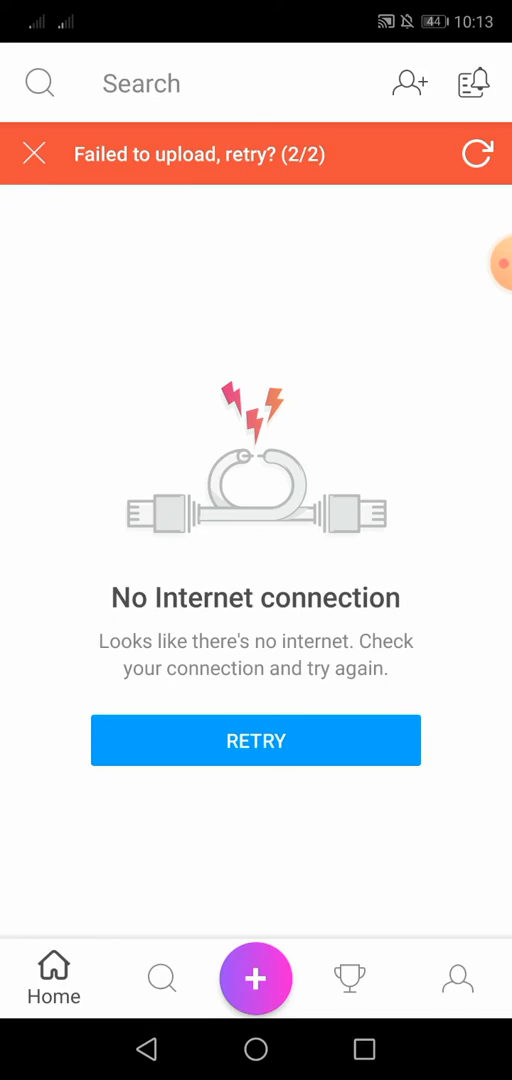 44 10:13
Search
Failed to upload, retry? (2/2)
No Internet connection
Looks like there's no internet. Check
your connection and try again.
RETRY
Home